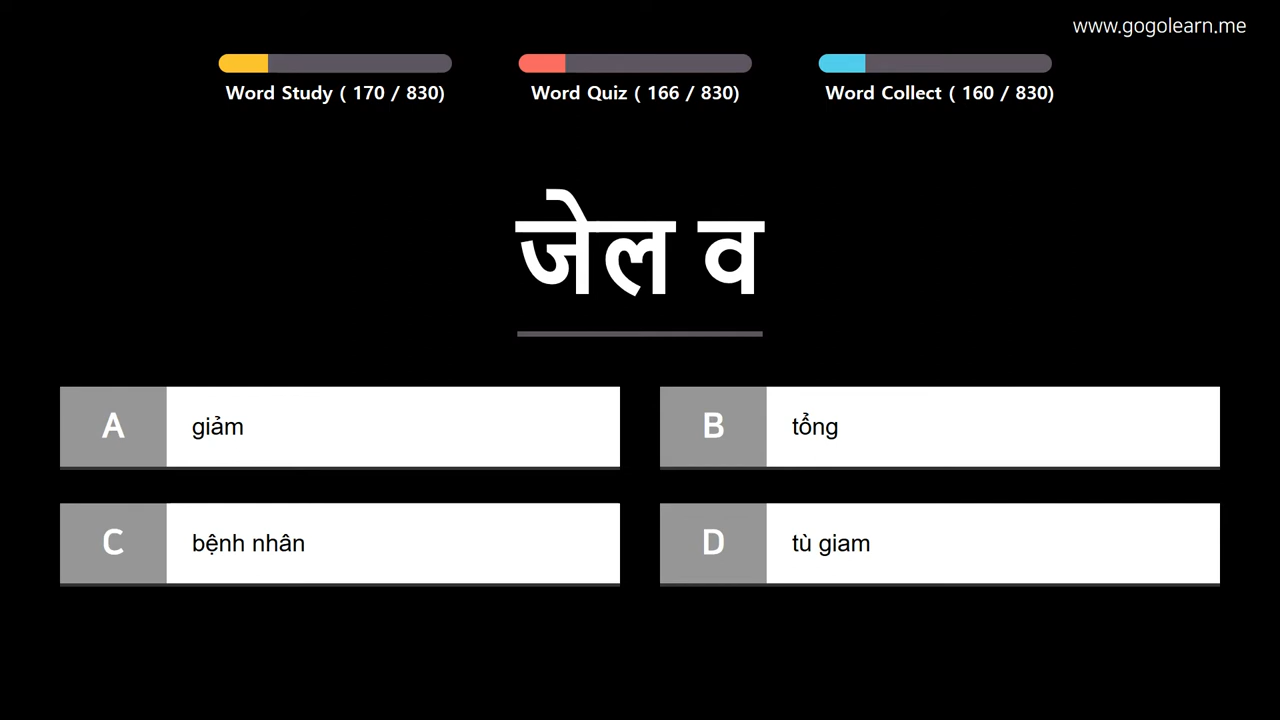 www.gogolearn.me
Word Study ( 170 / 830)
Word Quiz ( 166 / 830)
Word Collect ( 160 / 830)
जेल व
A giảm
B tổng
C bệnh nhân
D tù giam